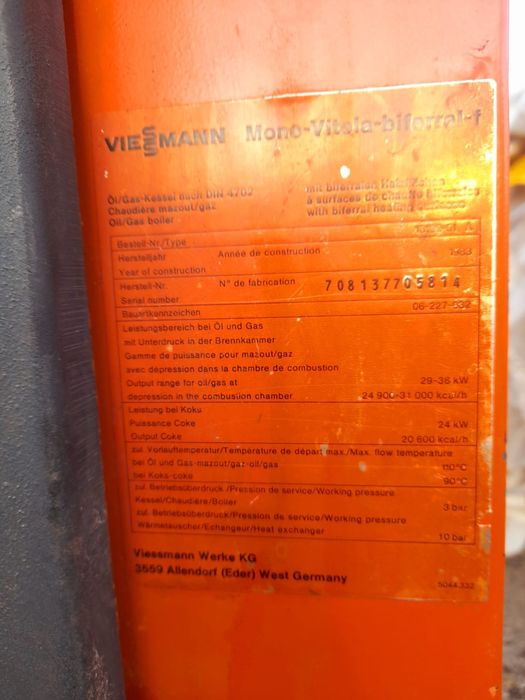 VIESSMANN Mono-Vitola-biferral-f
Öl/Gas-Kessel nach DIN 4702 mit biferralen Heizflächen
Chaudière mazout/gaz à surfaces de chauffe
Oil/Gas boiler with biferral heating
Bestell-Nr./Type
Herstelljahr Année de construction 1983
Year of construction
Herstell-Nr. N° de fabrication 708137705814
Serial number
Bauartkennzeichen 06-227-532
Leistungsbereich bei Öl und Gas
mit Unterdruck in der Brennkammer
Gamme de puissance pour mazout/gaz
avec dépression dans la chambre de combustion
Output range for oil/gas at 29-36 kW
depression in the combustion chamber 24 900-31 000 kcal/h
Leistung bei Koks
Puissance Coke 24 kW
Output Coke 20 600 kcal/h
zul. Vorlauftemperatur/Température de départ max./Max. flow temperature
bei Öl und Gas-mazout/gaz-oil/gas 110°C
bei Koks-coke 90°C
zul. Betriebsüberdruck/Pression de service/Working pressure
Kessel/Chaudière/Boiler 3 bar
zul. Betriebsüberdruck/Pression de service/Working pressure
Wärmetauscher/Echangeur/Heat exchanger 10 bar
Viessmann Werke KG
3559 Allendorf (Eder) West Germany
5044 332